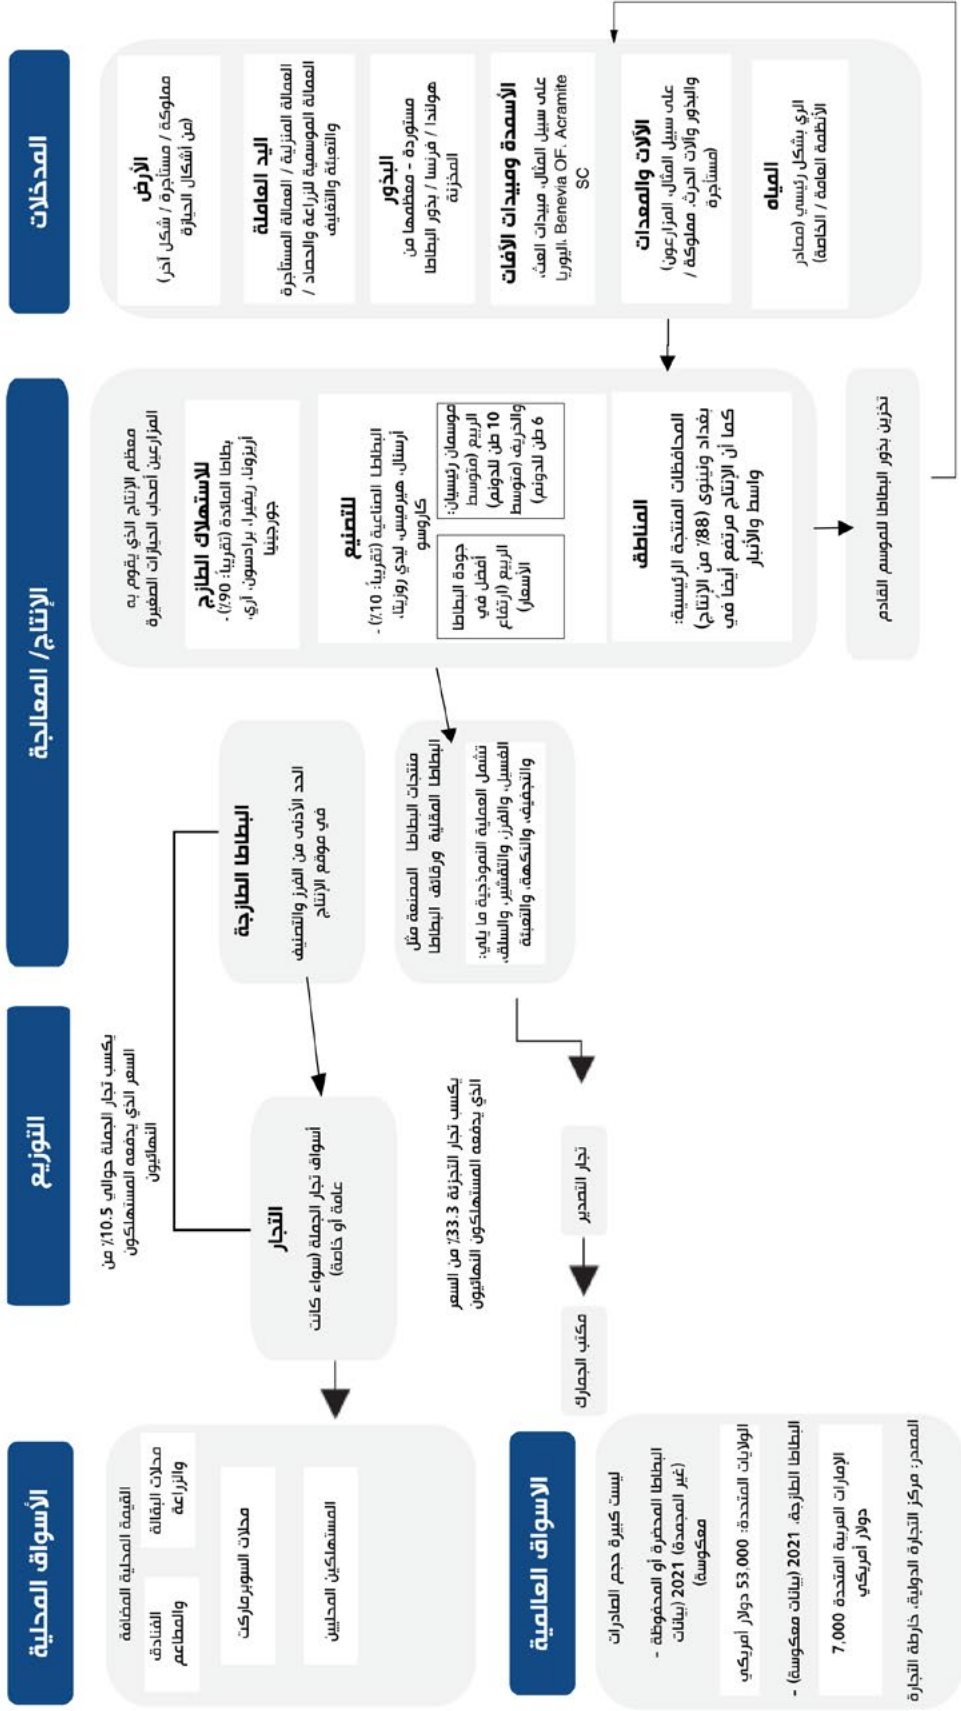 المدخلات
الأرض
مملوكة / مستأجرة / شكل آخر)
(من أشكال الحيازة
اليد العاملة
العمالة المنزلية / العمالة المستأجرة
العمالة الموسمية للزراعة والحصاد /
والتعبئة والتغليف
البذور
مستوردة - معظمها من
هولندا / فرنسا / بذور البطاطا
المخزنة
الأسمدة ومبيدات الآفات
على سبيل المثال، مبيدات العث،
اليوريا، Benevia OF، Acramite
SC
الآلات والمعدات
على سبيل المثال، المزارعون)
والبذور وآلات الحرث. مملوكة /
(مستأجرة
المياه
الري بشكل رئيسي (مصادر
الأنظمة العامة / الخاصة)
الإنتاج/ المعالجة
معظم الإنتاج الذي يقوم به
المزارعين أصحاب الحيازات الصغيرة
للاستهلاك الطازج
بطاطا المائدة (تقريباً: 90٪)-
أريزونا، ريفيرا، برادسون، أري،
جورجينيا
للتصنيع
البطاطا الصناعية (تقريباً: 10٪) -
أرسنال، هيرميس، ليدي روزيتا،
كاروسو
موسمان رئيسيان:
الربيع (متوسط
10 طن للدونم)
والخريف (متوسط
6 طن للدونم)
جودة البطاطا
أفضل في
الربيع (ارتفاع
الأسعار)
المناطق
المحافظات المنتجة الرئيسية:
بغداد ونينوى (88٪ من الإنتاج)
كما أن الإنتاج مرتفع أيضا في
واسط والأنبار
تخزين بذور البطاطا للموسم القادم
البطاطا الطازجة
الحد الأدنى من الفرز والتصنيف
في موقع الإنتاج
منتجات البطاطا المصنعة مثل
البطاطا المقلية ورقائف البطاطا
تشمل العملية النموذجية ما يلي:
الغسيل، والفرز، والتقشير، والسلق،
والتجفيف، والنكهة، والتعبئة
التوزيع
يكسب تجار الجملة حوالي 10.5٪ من
السعر الذي يدفعه المستهلكون
النهائيون
التجار
أسواق تجار الجملة (سواء كانت
عامة أو خاصة)
يكسب تجار التجزئة 33.3٪ من السعر
الذي يدفعه المستهلكون النهائيون
تجار التصدير
مكتب الجمارك
الأسواق المحلية
القيمة المحلية المضافة
الفنادق
والمطاعم
محلات البقالة
والزراعة
محلات السوبرماركت
المستهلكين المحليين
الاسواق العالمية
ليست كبيرة حجم الصادرات
البطاطا المحضرة أو المحفوظة -
(غير المجمدة) 2021 (بيانات
معكوسة)
الولايات المتحدة: 53,000 دولار أمريكي
البطاطا الطازجة، 2021 (بيانات معكوسة) -
الإمارات العربية المتحدة 7,000
دولار أمريكي
المصدر: مركز التجارة الدولية، خارطة التجارة